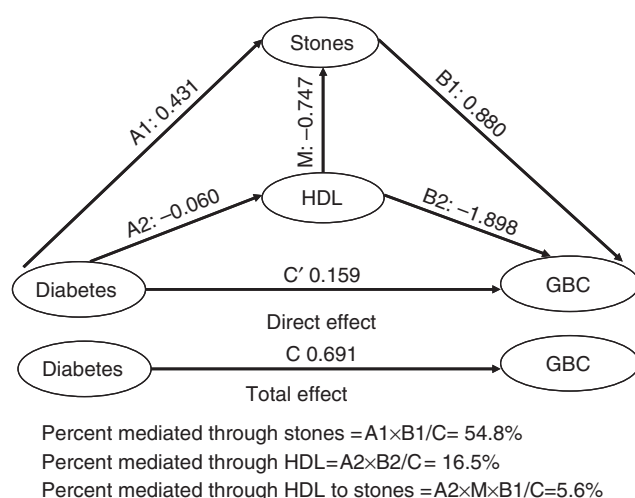 Stones
A1: 0.431
M: −0.747
B1: 0.880
HDL
A2: −0.060
B2: −1.898
Diabetes
C′ 0.159
GBC
Direct effect
Diabetes
C 0.691
GBC
Total effect
Percent mediated through stones =A1×B1/C= 54.8%
Percent mediated through HDL=A2×B2/C= 16.5%
Percent mediated through HDL to stones =A2×M×B1/C=5.6%